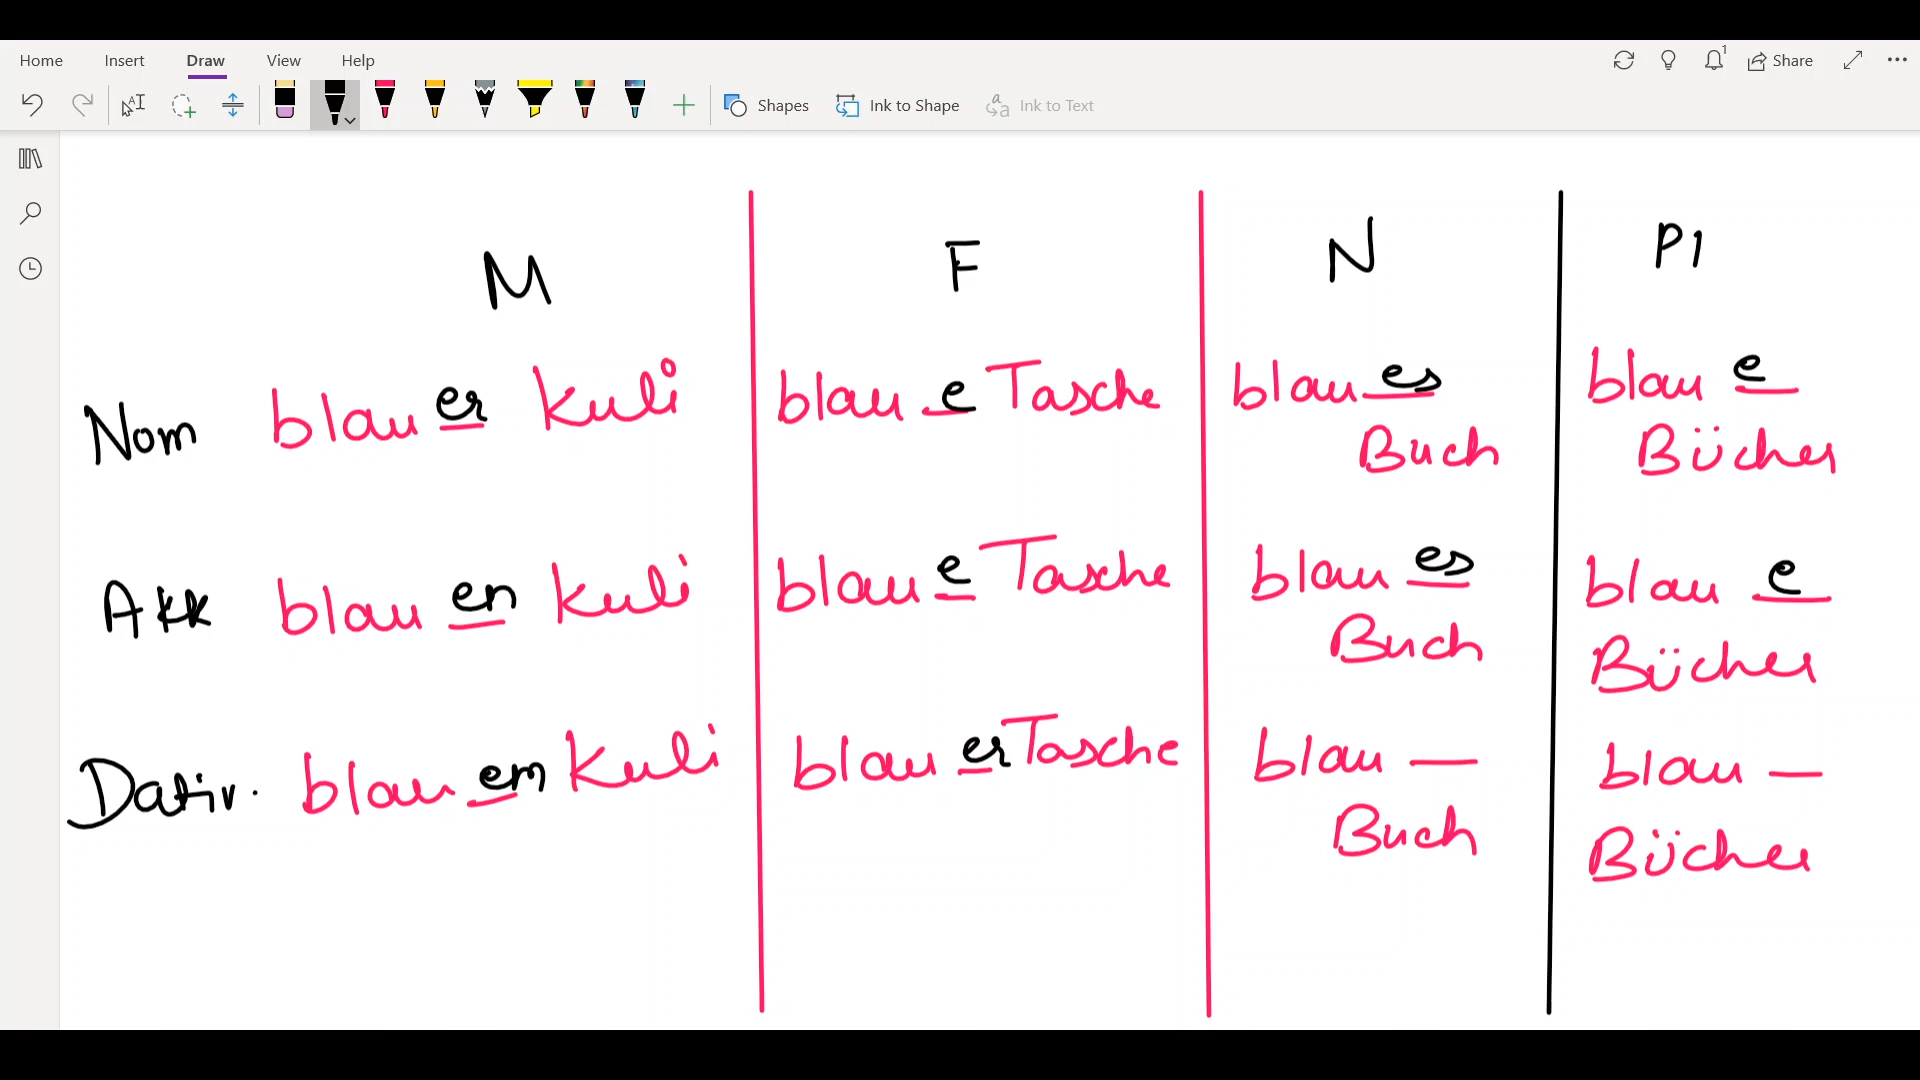 Home Insert Draw View Help 1 Share
Shapes Ink to Shape Ink to Text
M F N Pl
Nom blau er Kuli blau e Tasche blau es Buch blau e Bücher
Akk blau en Kuli blau e Tasche blau es Buch blau e Bücher
Dativ. blau em Kuli blau er Tasche blau — Buch blau — Bücher